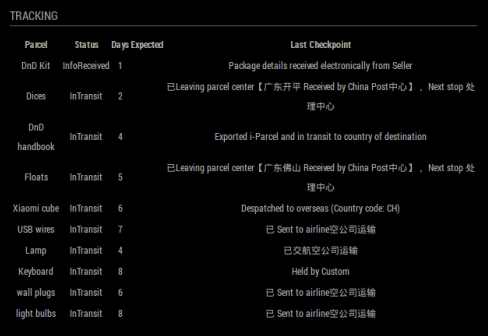 TRACKING
Parcel Status Days Expected Last Checkpoint
DnD Kit InfoReceived 1 Package details received electronically from Seller
Dices InTransit 2 已Leaving parcel center【广东开平 Received by China Post中心】，Next stop 处
理中心
DnD
handbook InTransit 4 Exported i-Parcel and in transit to country of destination
Floats InTransit 5 已Leaving parcel center【广东佛山 Received by China Post中心】，Next stop 处
理中心
Xiaomi cube InTransit 6 Despatched to overseas (Country code: CH)
USB wires InTransit 7 已 Sent to airline空公司运输
Lamp InTransit 4 已交航空公司运输
Keyboard InTransit 8 Held by Custom
wall plugs InTransit 6 已 Sent to airline空公司运输
light bulbs InTransit 8 已 Sent to airline空公司运输